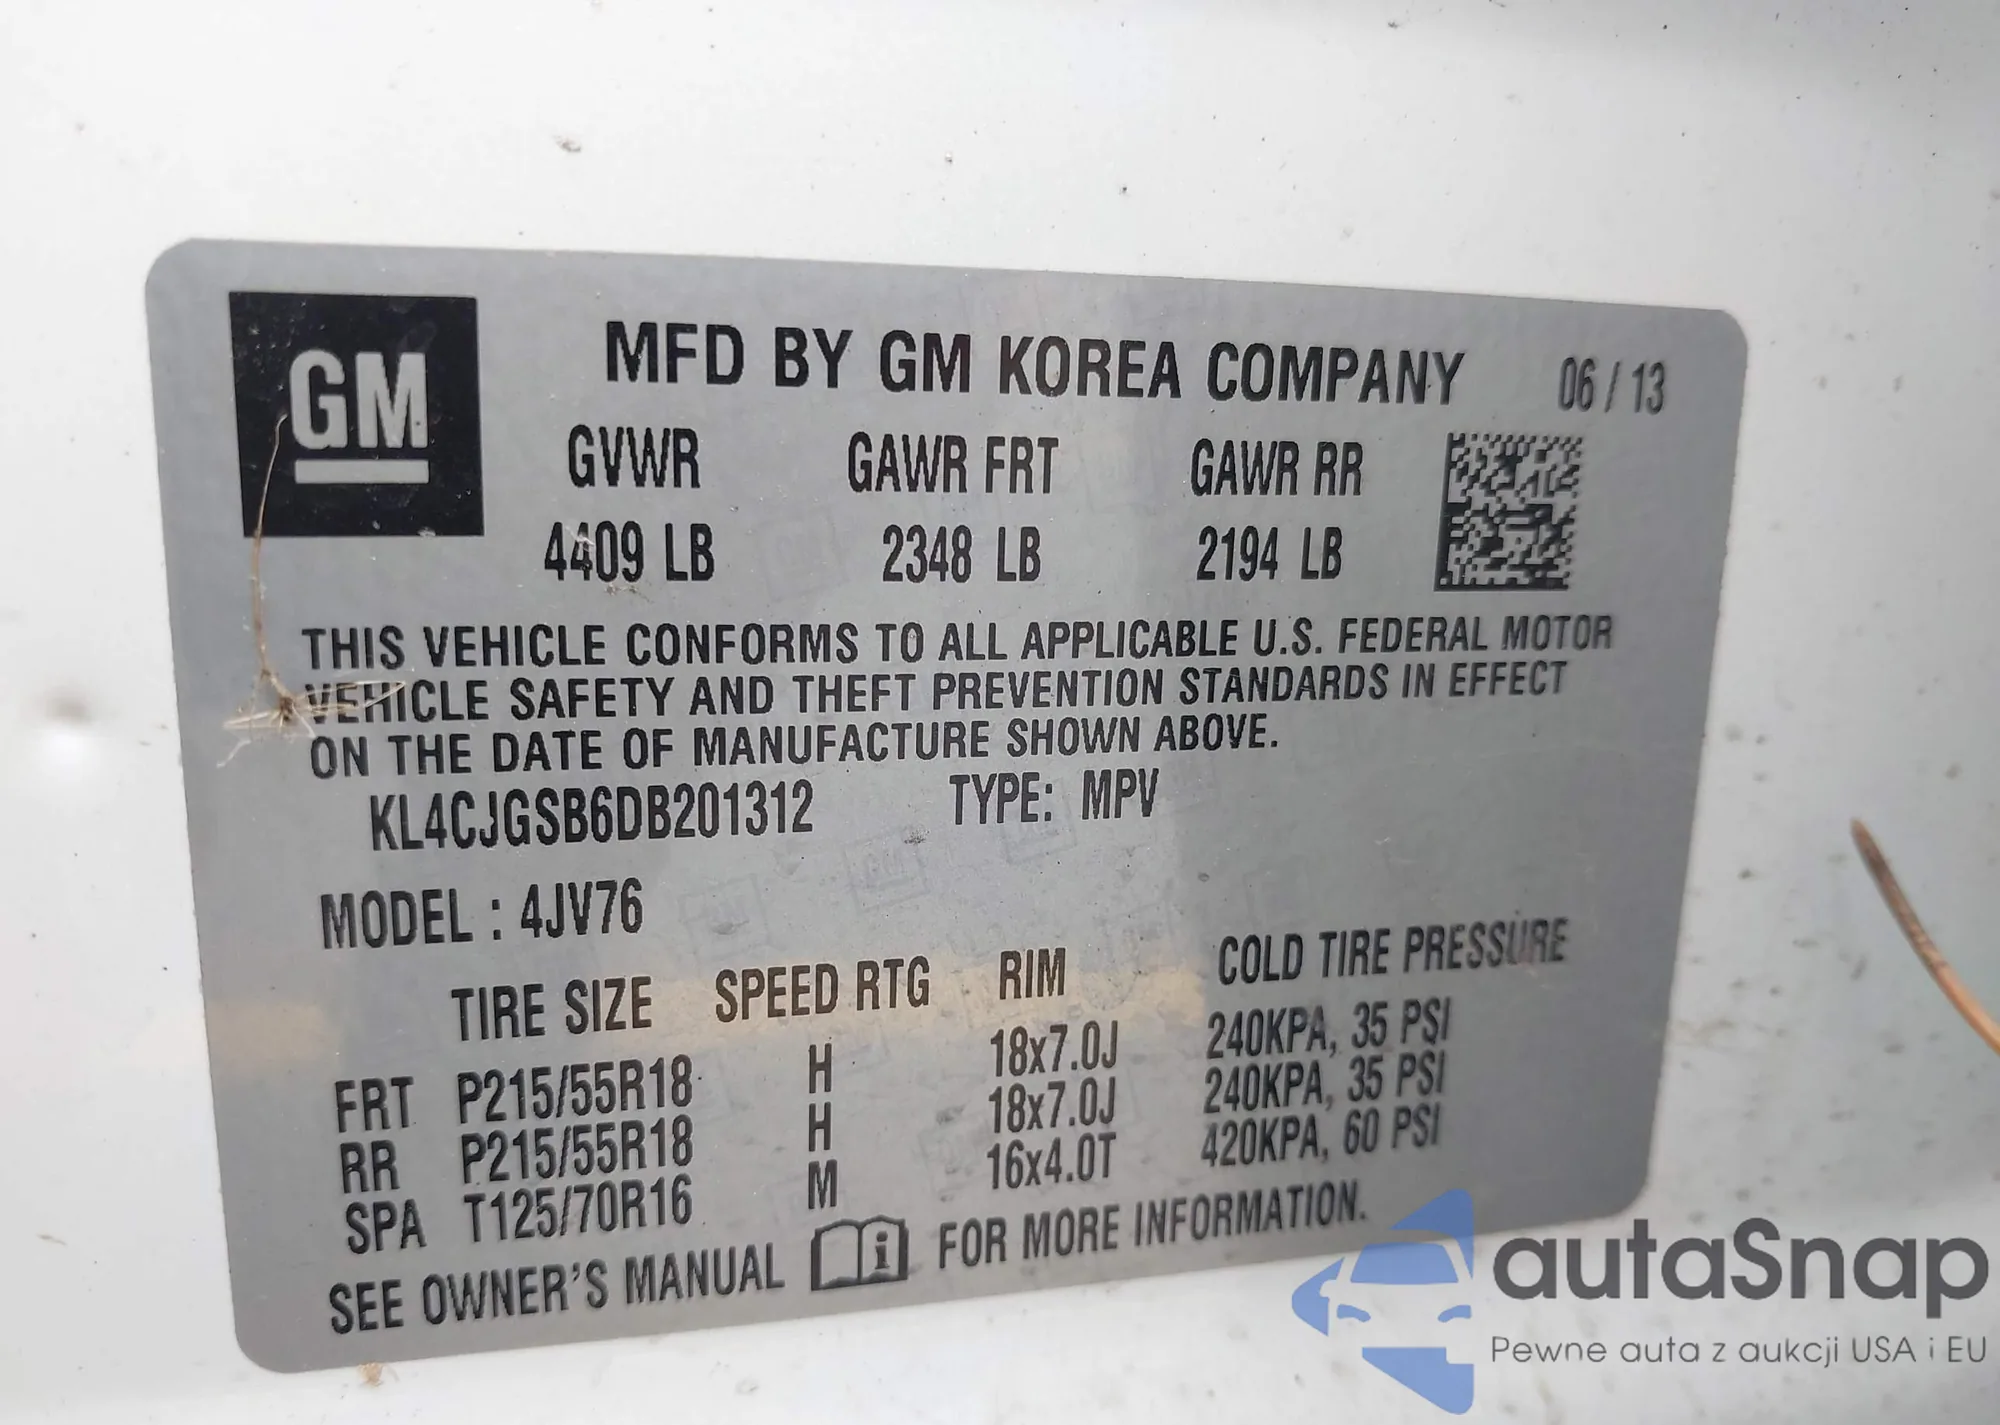 GM
MFD BY GM KOREA COMPANY 06 / 13
GVWR GAWR FRT GAWR RR
4409 LB 2348 LB 2194 LB
THIS VEHICLE CONFORMS TO ALL APPLICABLE U.S. FEDERAL MOTOR
VEHICLE SAFETY AND THEFT PREVENTION STANDARDS IN EFFECT
ON THE DATE OF MANUFACTURE SHOWN ABOVE.
KL4CJGSB6DB201312 TYPE: MPV
MODEL : 4JV76
TIRE SIZE SPEED RTG RIM COLD TIRE PRESSURE
FRT P215/55R18 H 18x7.0J 240KPA, 35 PSI
RR P215/55R18 H 18x7.0J 240KPA, 35 PSI
SPA T125/70R16 M 16x4.0T 420KPA, 60 PSI
SEE OWNER'S MANUAL i FOR MORE INFORMATION.
autaSnap
Pewne auta z aukcji USA i EU